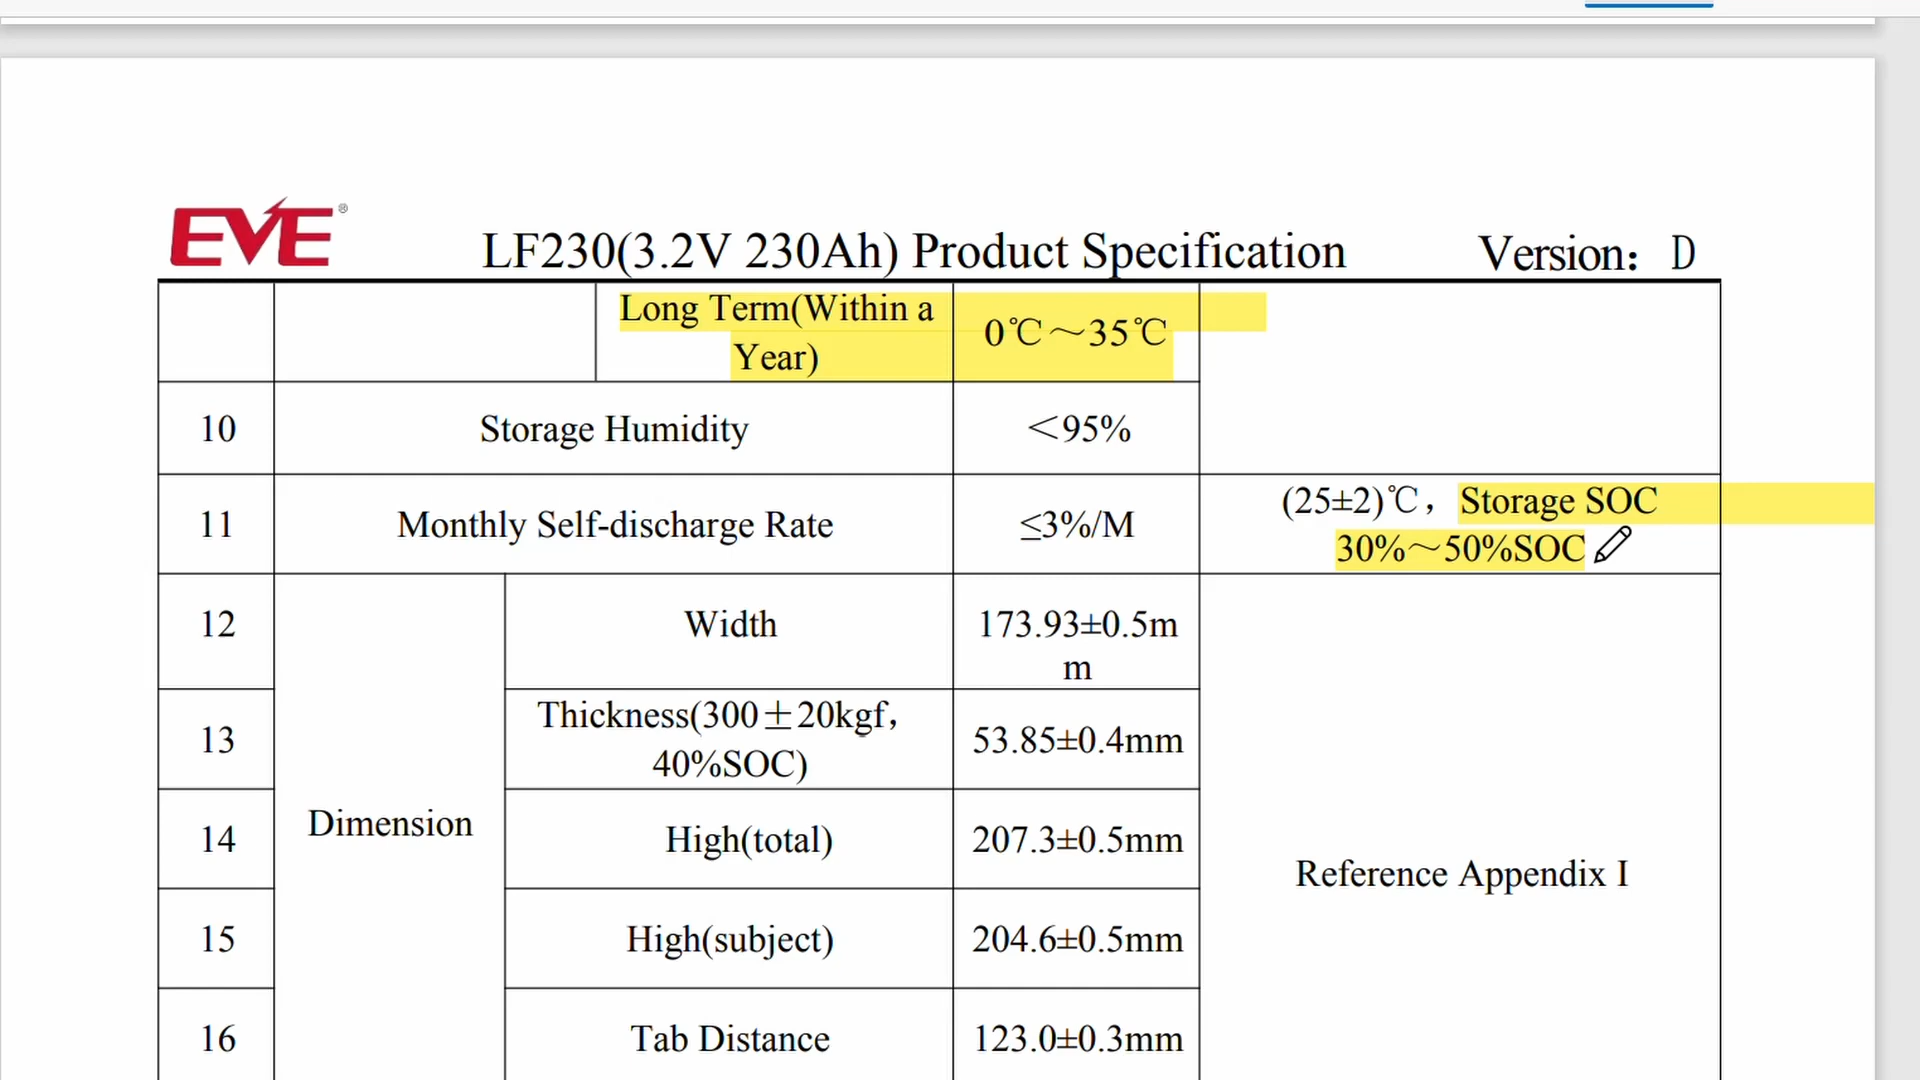 EVE®
LF230(3.2V 230Ah) Product Specification
Version: D
Long Term(Within a
Year)
0℃～35℃
10
Storage Humidity
＜95%
11
Monthly Self-discharge Rate
≤3%/M
(25±2)℃，Storage SOC
30%～50%SOC
12
Dimension
Width
173.93±0.5m
m
13
Thickness(300±20kgf，
40%SOC)
53.85±0.4mm
14
High(total)
207.3±0.5mm
15
High(subject)
204.6±0.5mm
16
Tab Distance
123.0±0.3mm
Reference Appendix I